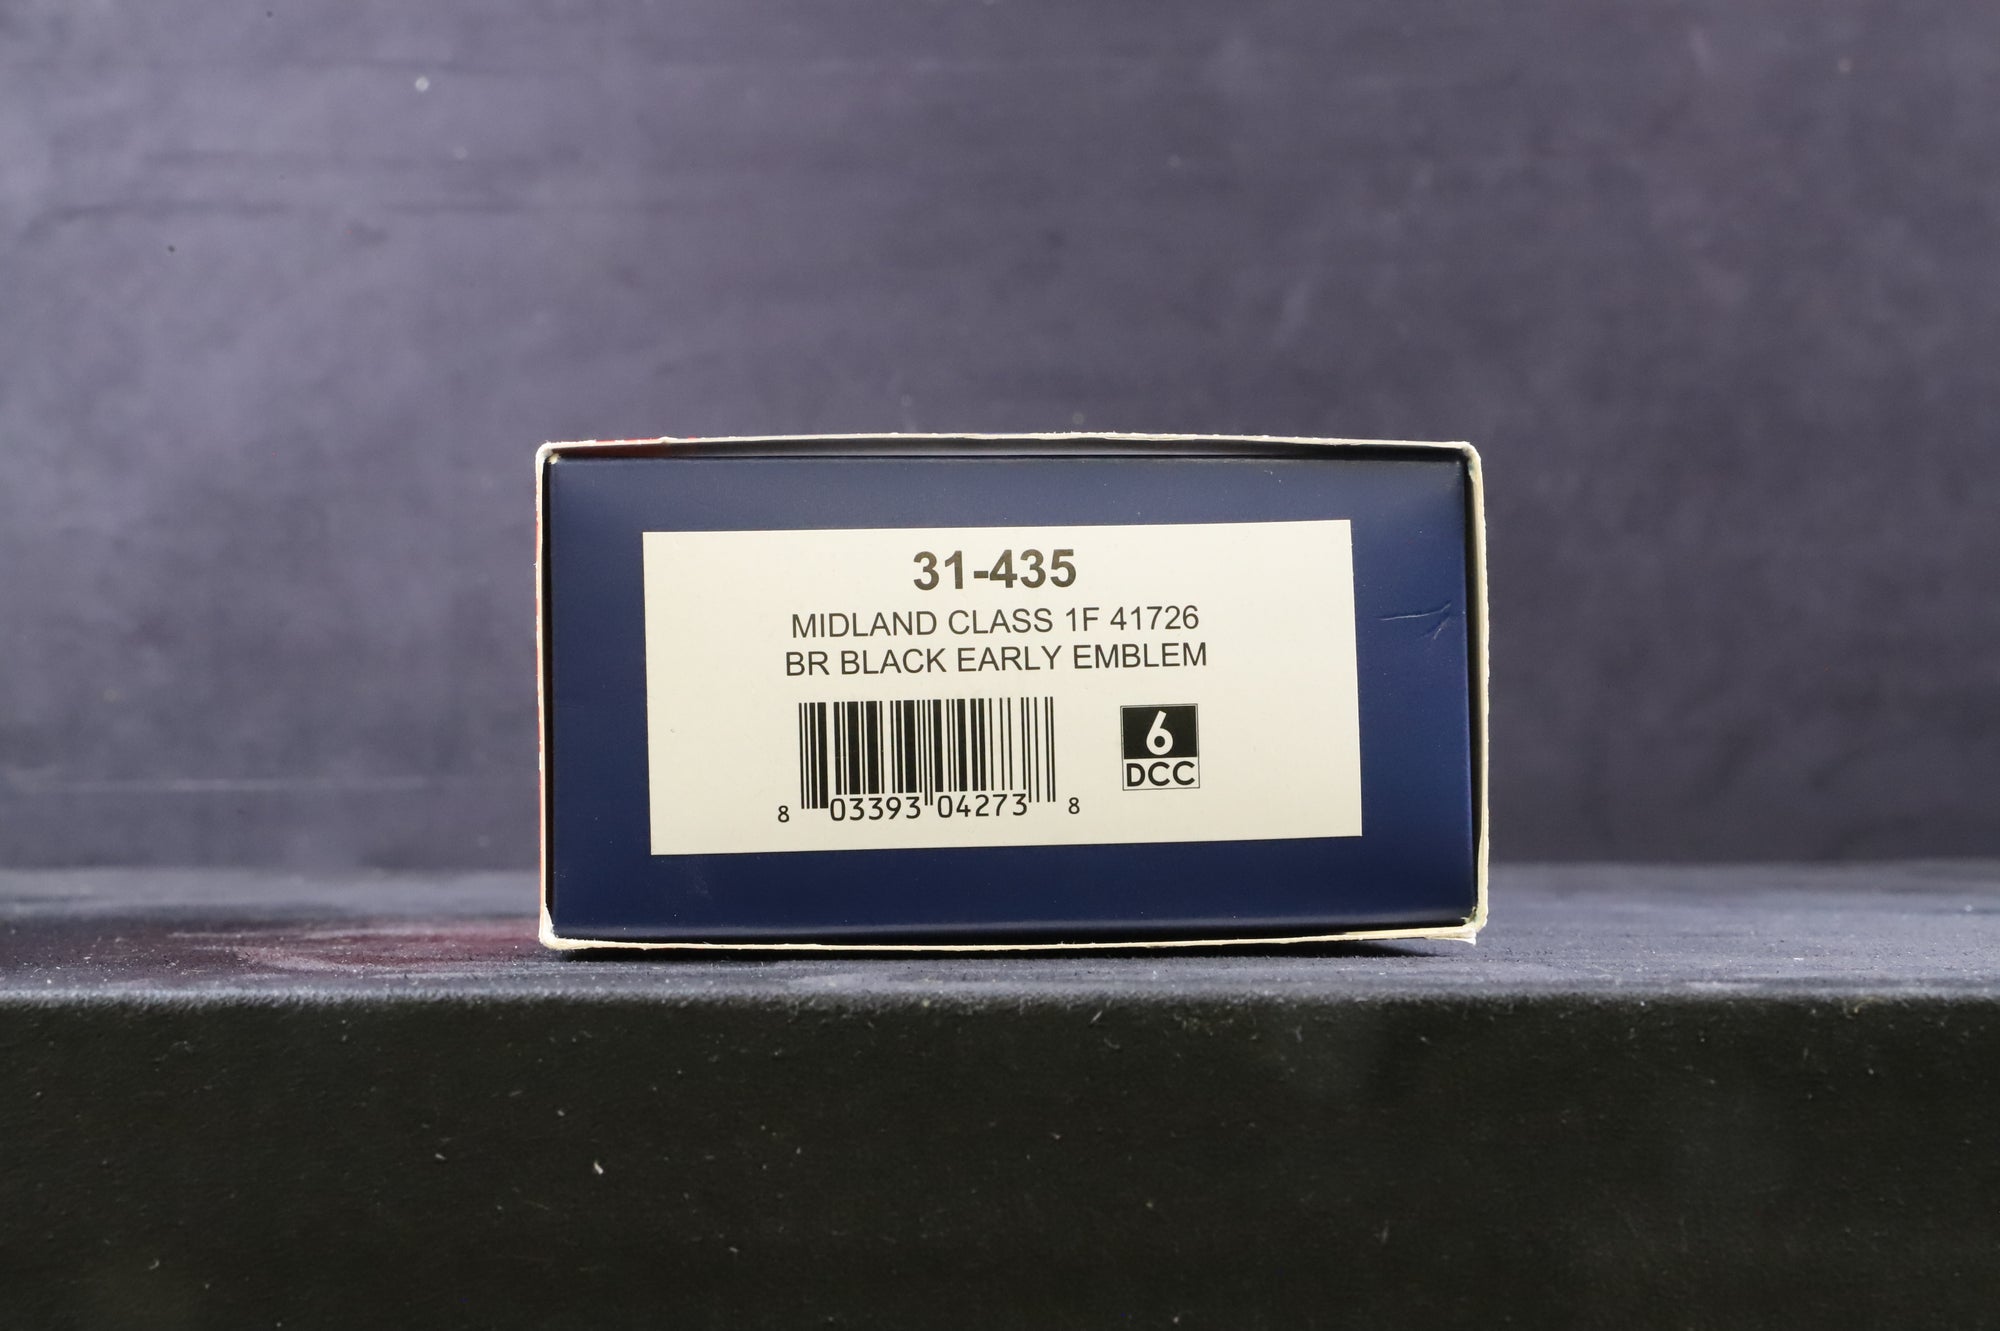 31-435
MIDLAND CLASS 1F 41726
BR BLACK EARLY EMBLEM
8 03393 04273 8
6
DCC